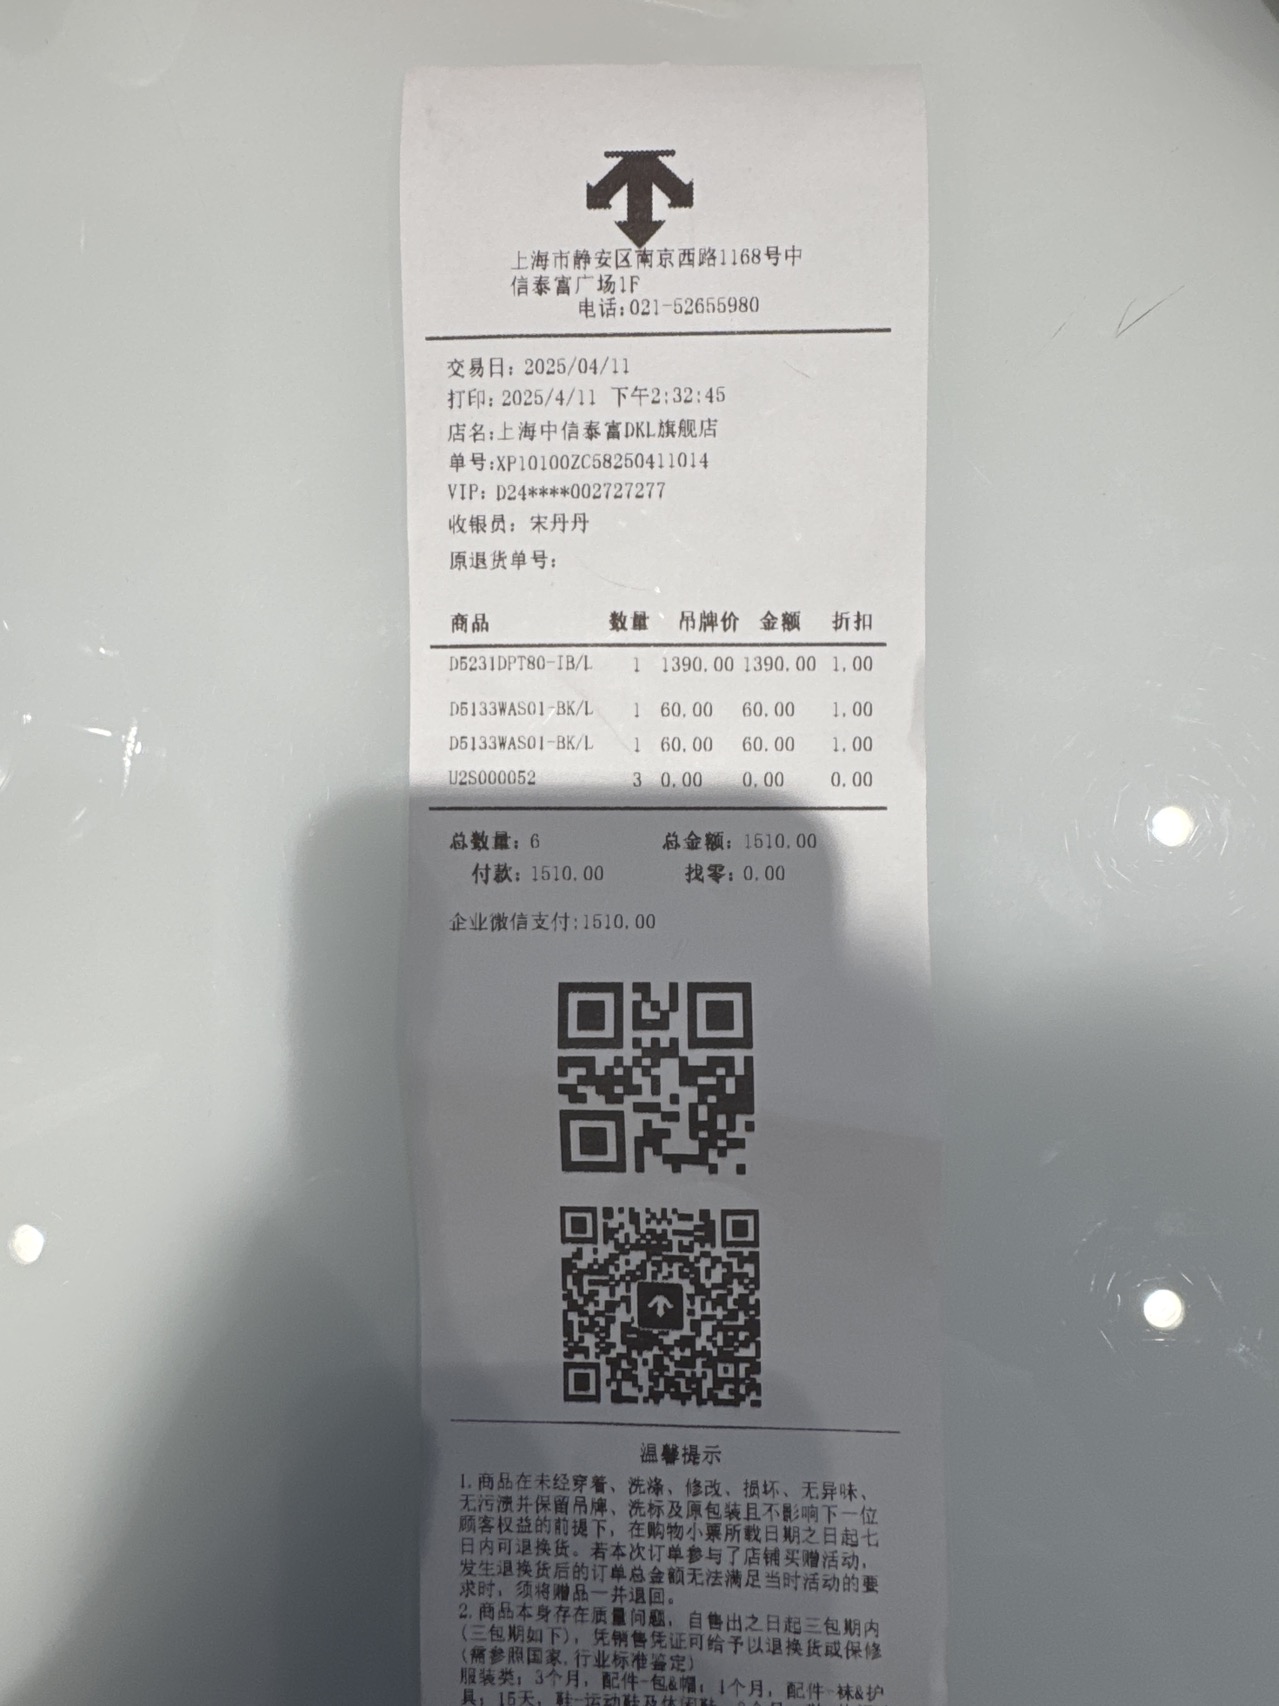 上海市静安区南京西路1168号中
信泰富广场1F
电话:021-52655980
交易日: 2025/04/11
打印: 2025/4/11 下午2:32:45
店名:上海中信泰富DKL旗舰店
单号:XP10100ZC58250411014
VIP: D24****002727277
收银员: 宋丹丹
原退货单号:
商品 数量 吊牌价 金额 折扣
D5231DPT80-IB/L 1 1390.00 1390.00 1.00
D5133WAS01-BK/L 1 60.00 60.00 1.00
D5133WAS01-BK/L 1 60.00 60.00 1.00
U2S000052 3 0.00 0.00 0.00
总数量: 6 总金额: 1510.00
付款: 1510.00 找零: 0.00
企业微信支付:1510.00
温馨提示
1.商品在未经穿着、洗涤、修改、损坏、无异味、
无污渍并保留吊牌、洗标及原包装且不影响下一位
顾客权益的前提下，在购物小票所载日期之日起七
日内可退换货。若本次订单参与了店铺买赠活动，
发生退换货后的订单总金额无法满足当时活动的要
求时，须将赠品一并退回。
2.商品本身存在质量问题，自售出之日起三包期内
(三包期如下)，凭销售凭证可给予以退换货或保修
(需参照国家,行业标准鉴定)
服装类；3个月，配件-包&帽；1个月，配件-袜&护
具；15天，鞋-运动鞋及休闲鞋